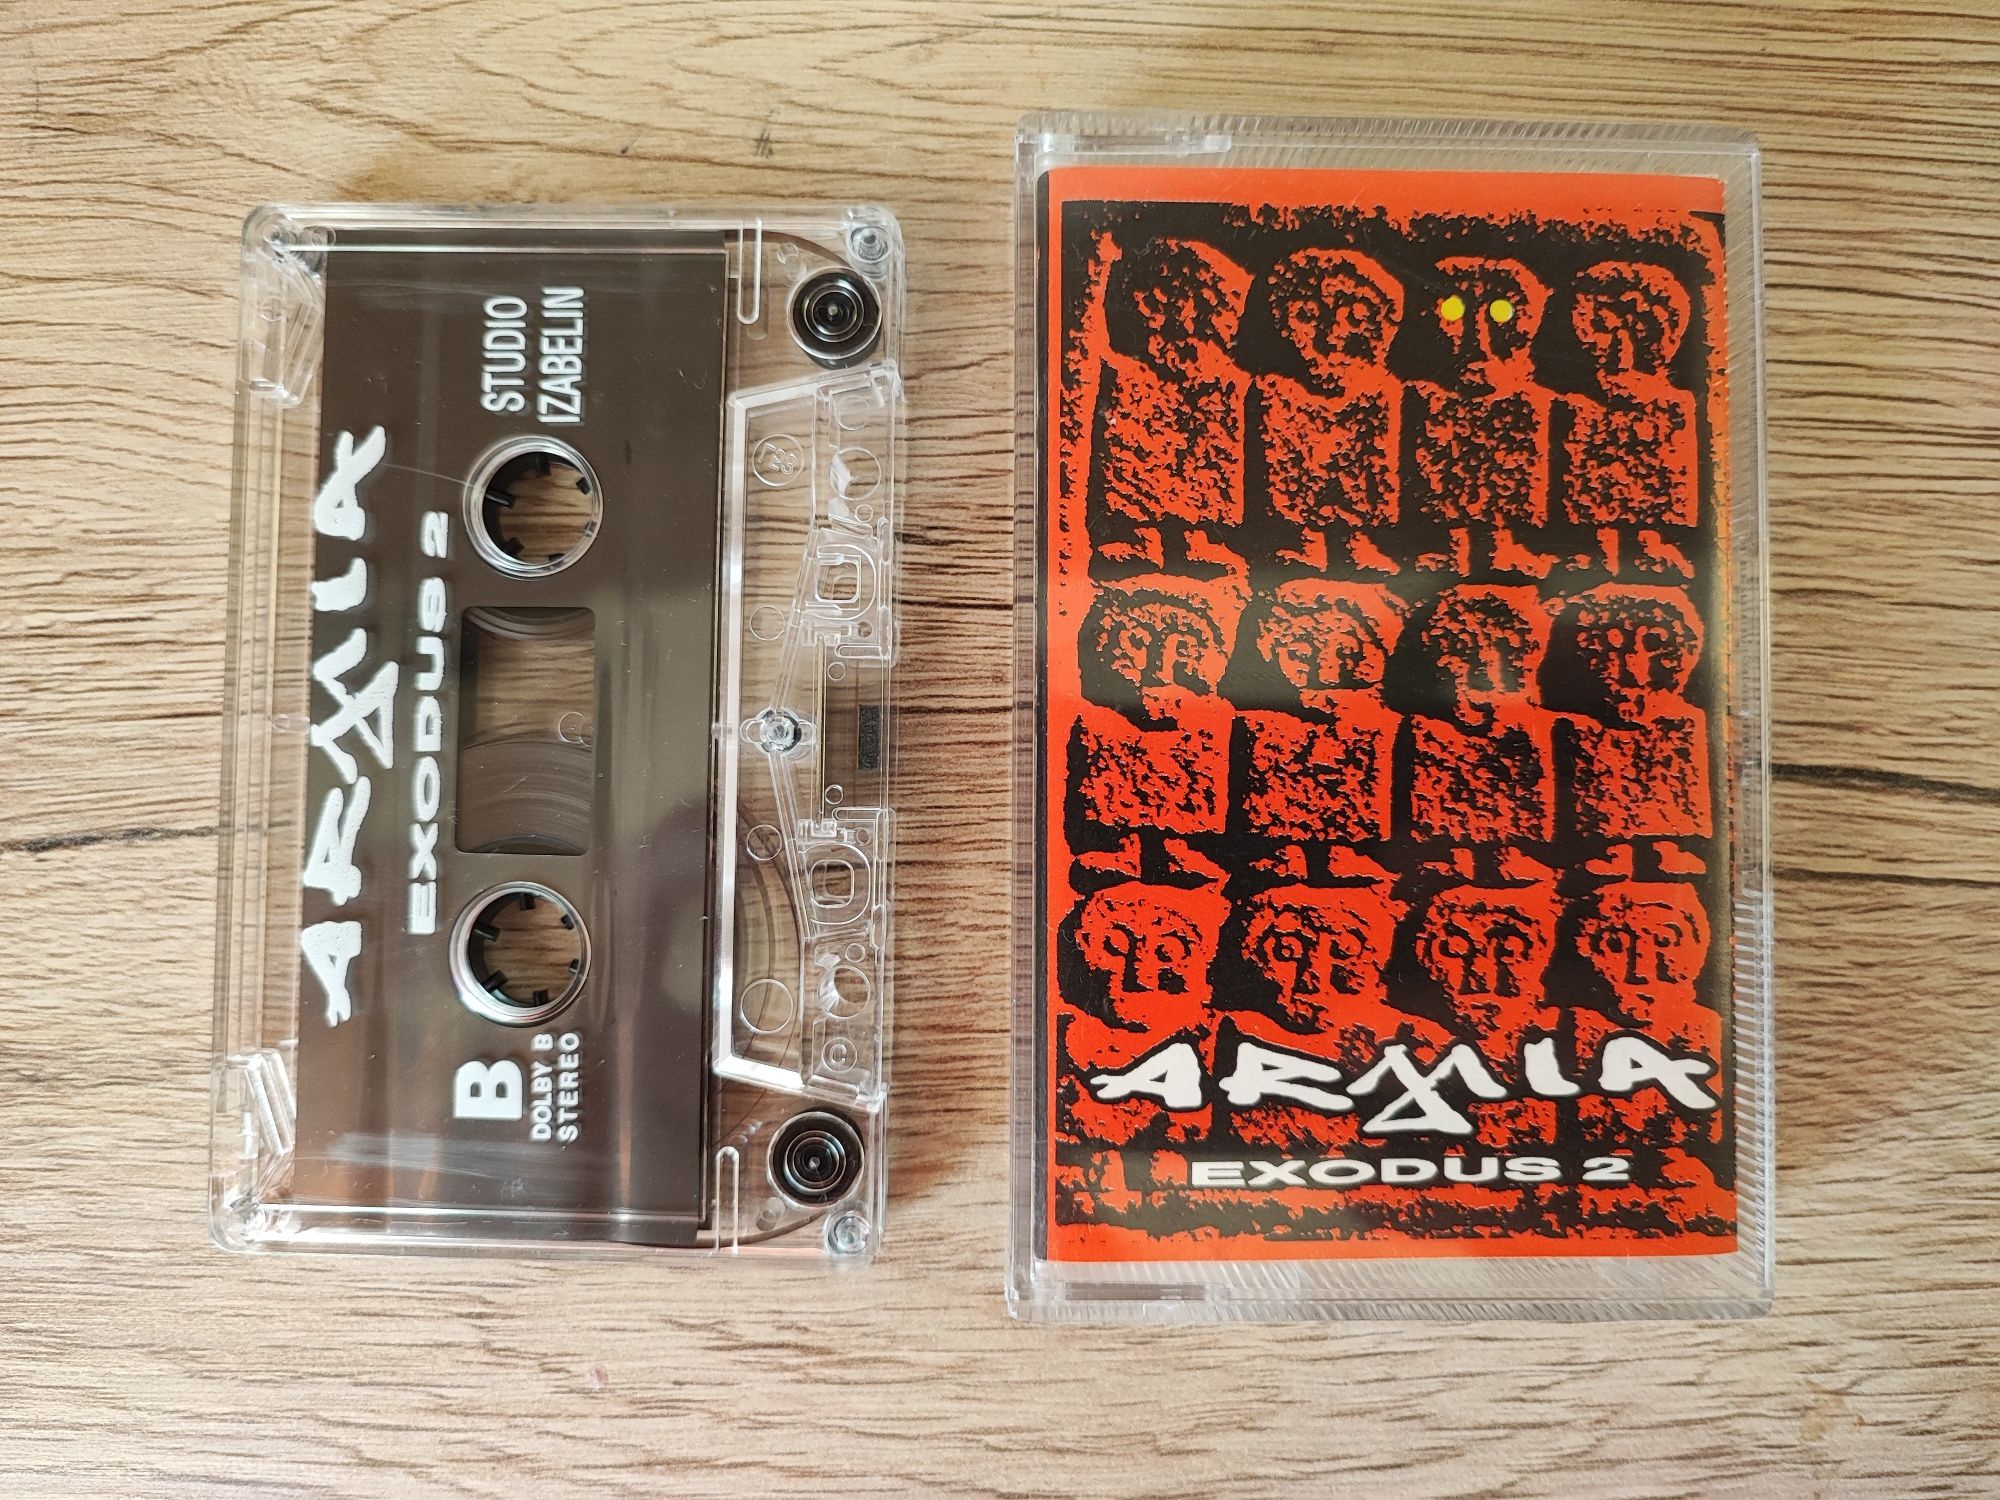 ARMIA
EXODUS 2
STUDIO
IZABELIN
B
DOLBY B
STEREO
ARMIA
EXODUS 2